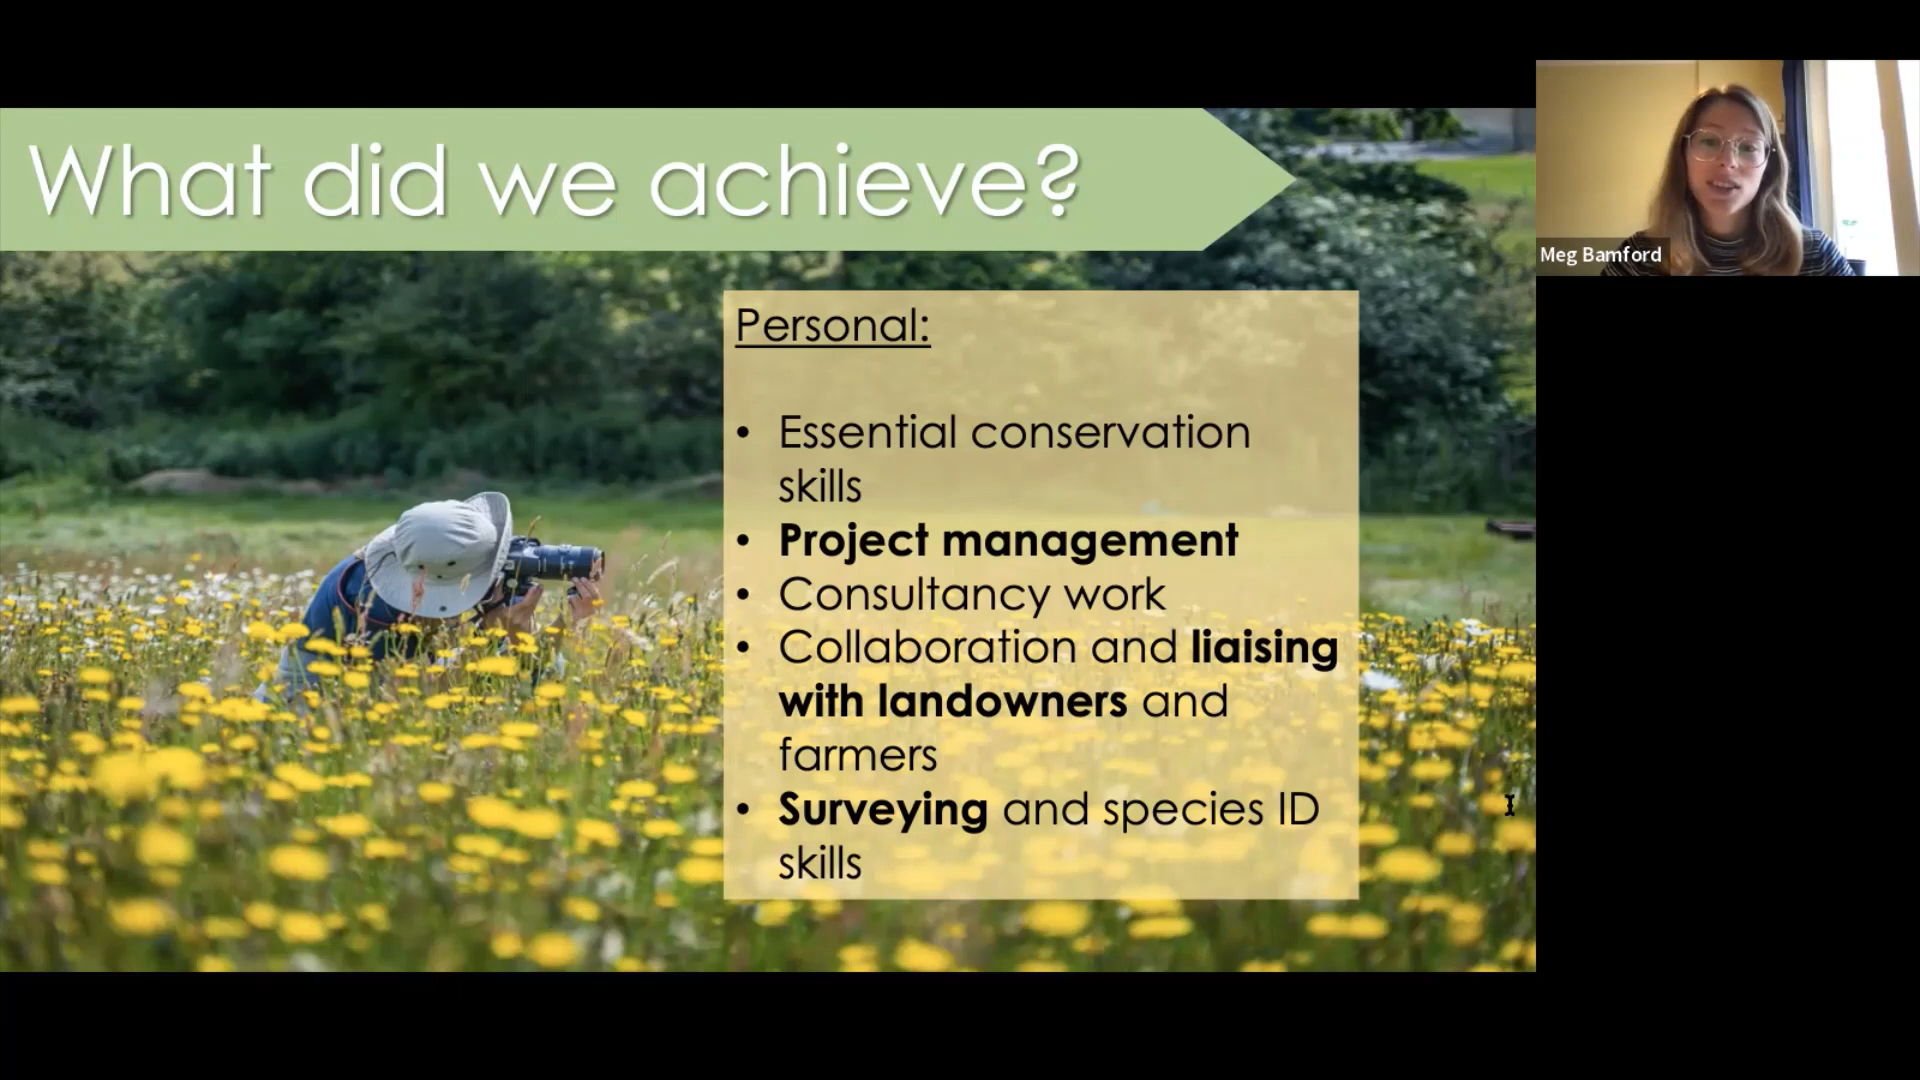 What did we achieve?
Meg Bamford
Personal:
• Essential conservation
skills
• Project management
• Consultancy work
• Collaboration and liaising
with landowners and
farmers
• Surveying and species ID
skills